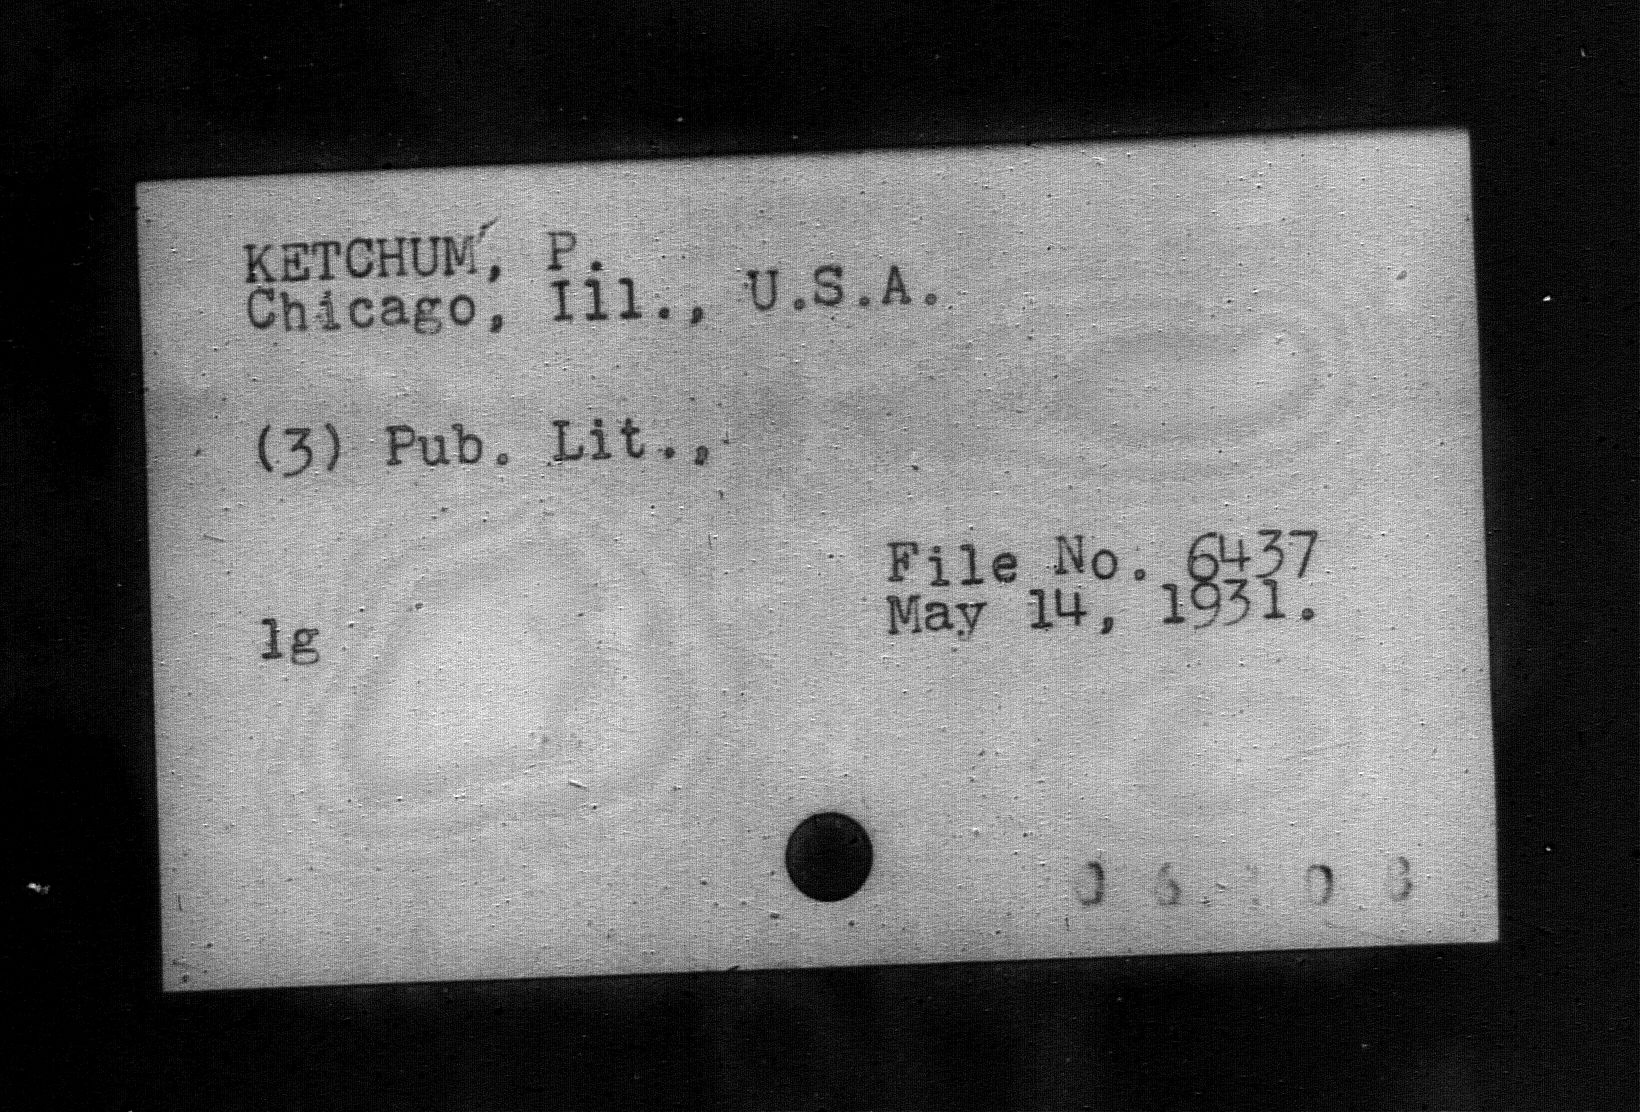 KETCHUM, P.
Chicago, Ill., U.S.A.
(3) Pub. Lit.,
File No. 6437
May 14, 1931.
lg